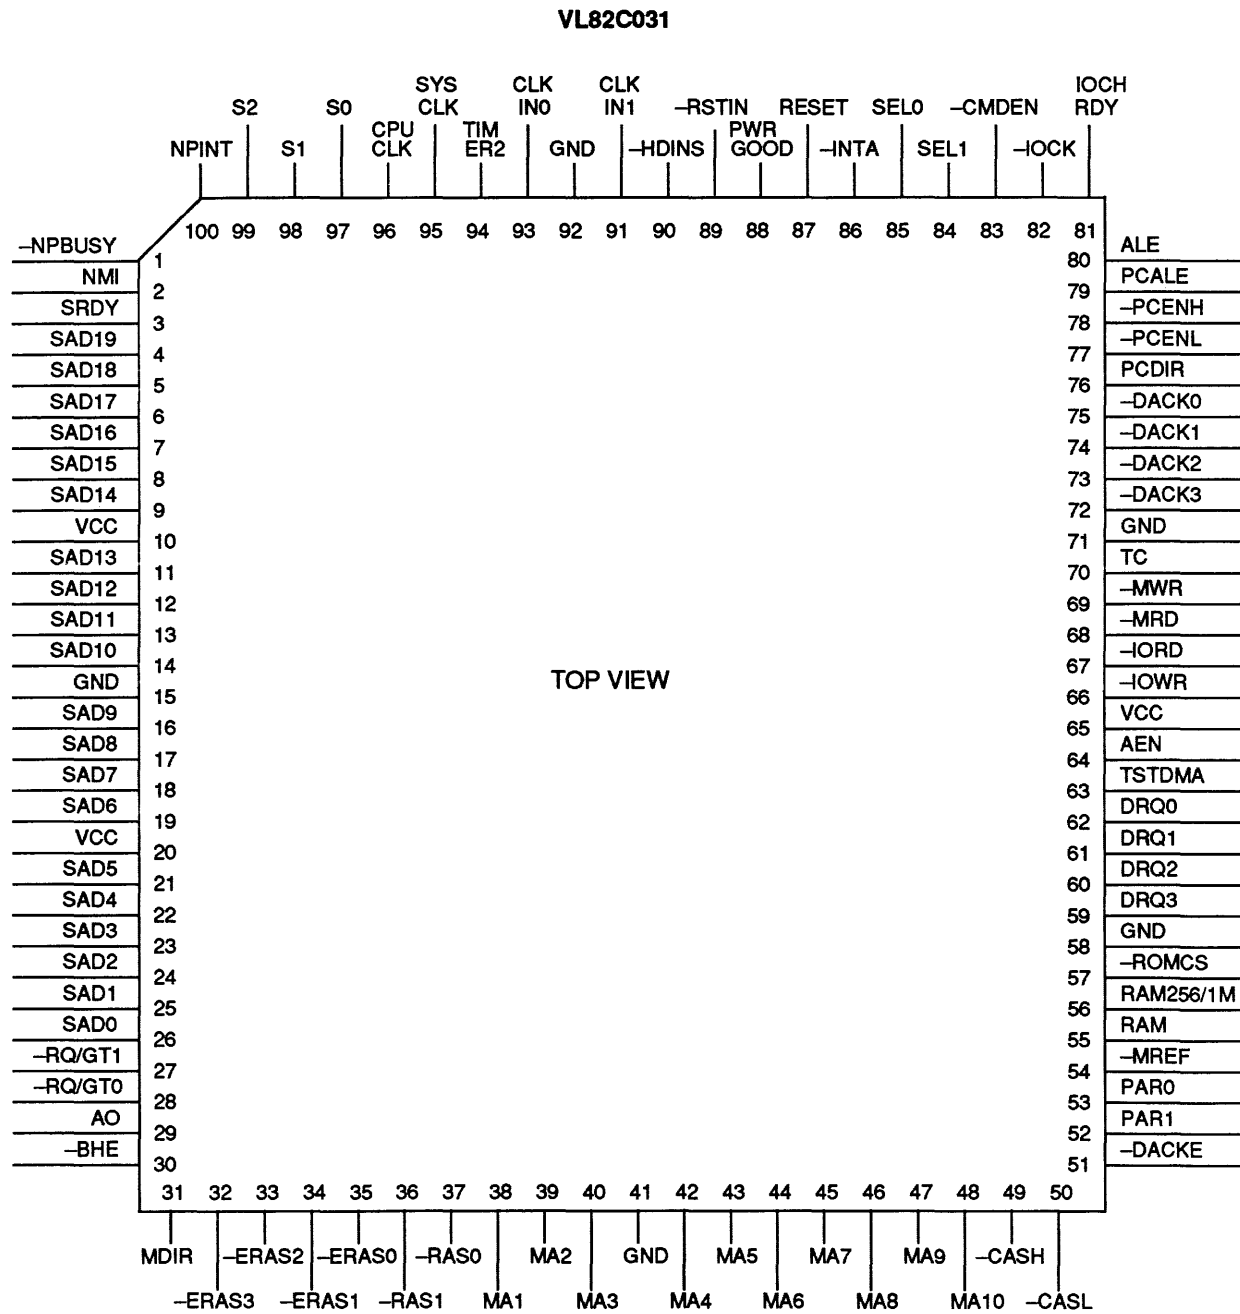 VL82C031
SYS CLK CLK IOCH
S2 S0 CLK IN0 IN1 –RSTIN RESET SEL0 –CMDEN RDY
CPU TIM PWR
NPINT S1 CLK ER2 GND –HDINS GOOD –INTA SEL1 –IOCK
100 99 98 97 96 95 94 93 92 91 90 89 88 87 86 85 84 83 82 81
–NPBUSY 1 80 ALE
NMI 2 79 PCALE
SRDY 3 78 –PCENH
SAD19 4 77 –PCENL
SAD18 5 76 PCDIR
SAD17 6 75 –DACK0
SAD16 7 74 –DACK1
SAD15 8 73 –DACK2
SAD14 9 72 –DACK3
VCC 10 71 GND
SAD13 11 70 TC
SAD12 12 69 –MWR
SAD11 13 68 –MRD
SAD10 14 67 –IORD
GND 15 66 –IOWR
TOP VIEW
SAD9 16 65 VCC
SAD8 17 64 AEN
SAD7 18 63 TSTDMA
SAD6 19 62 DRQ0
VCC 20 61 DRQ1
SAD5 21 60 DRQ2
SAD4 22 59 DRQ3
SAD3 23 58 GND
SAD2 24 57 –ROMCS
SAD1 25 56 RAM256/1M
SAD0 26 55 RAM
–RQ/GT1 27 54 –MREF
–RQ/GT0 28 53 PAR0
AO 29 52 PAR1
–BHE 30 51 –DACKE
31 32 33 34 35 36 37 38 39 40 41 42 43 44 45 46 47 48 49 50
MDIR –ERAS2 –ERAS0 –RAS0 MA2 GND MA5 MA7 MA9 –CASH
–ERAS3 –ERAS1 –RAS1 MA1 MA3 MA4 MA6 MA8 MA10 –CASL